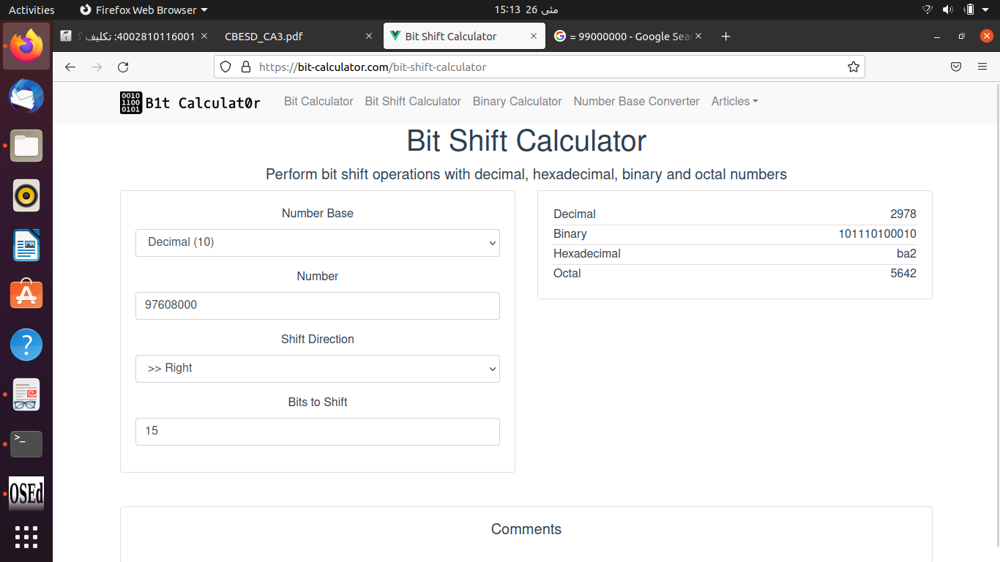 Activities
Firefox Web Browser
15:13 26 مئی
4002810116001: تکلیف
CBESD_CA3.pdf
Bit Shift Calculator
= 99000000 - Google Sear
https://bit-calculator.com/bit-shift-calculator
0010
1100
0101
B1t Calculat0r
Bit Calculator
Bit Shift Calculator
Binary Calculator
Number Base Converter
Articles
Bit Shift Calculator
Perform bit shift operations with decimal, hexadecimal, binary and octal numbers
Number Base
Decimal (10)
Number
97608000
Shift Direction
>> Right
Bits to Shift
15
Decimal 2978
Binary 101110100010
Hexadecimal ba2
Octal 5642
Comments
OSEd